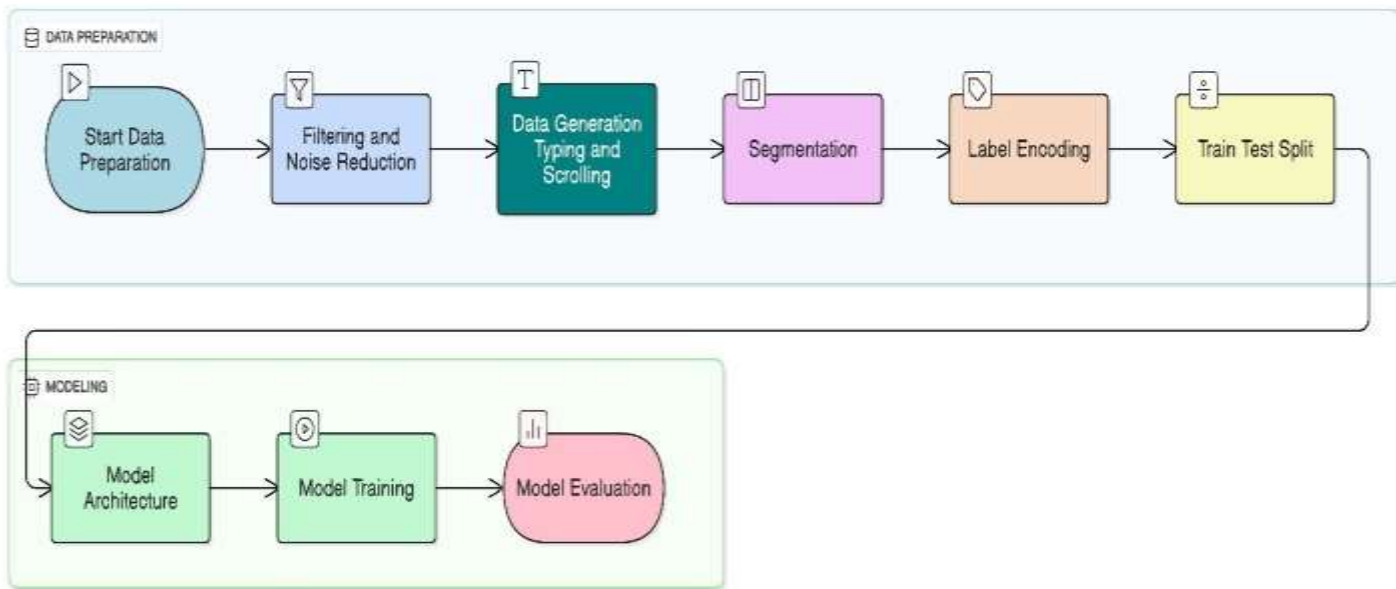 DATA PREPARATION
Start Data
Preparation
Filtering and
Noise Reduction
T
Data Generation
Typing and
Scrolling
Segmentation
Label Encoding
Train Test Split
MODELING
Model
Architecture
Model Training
Model Evaluation